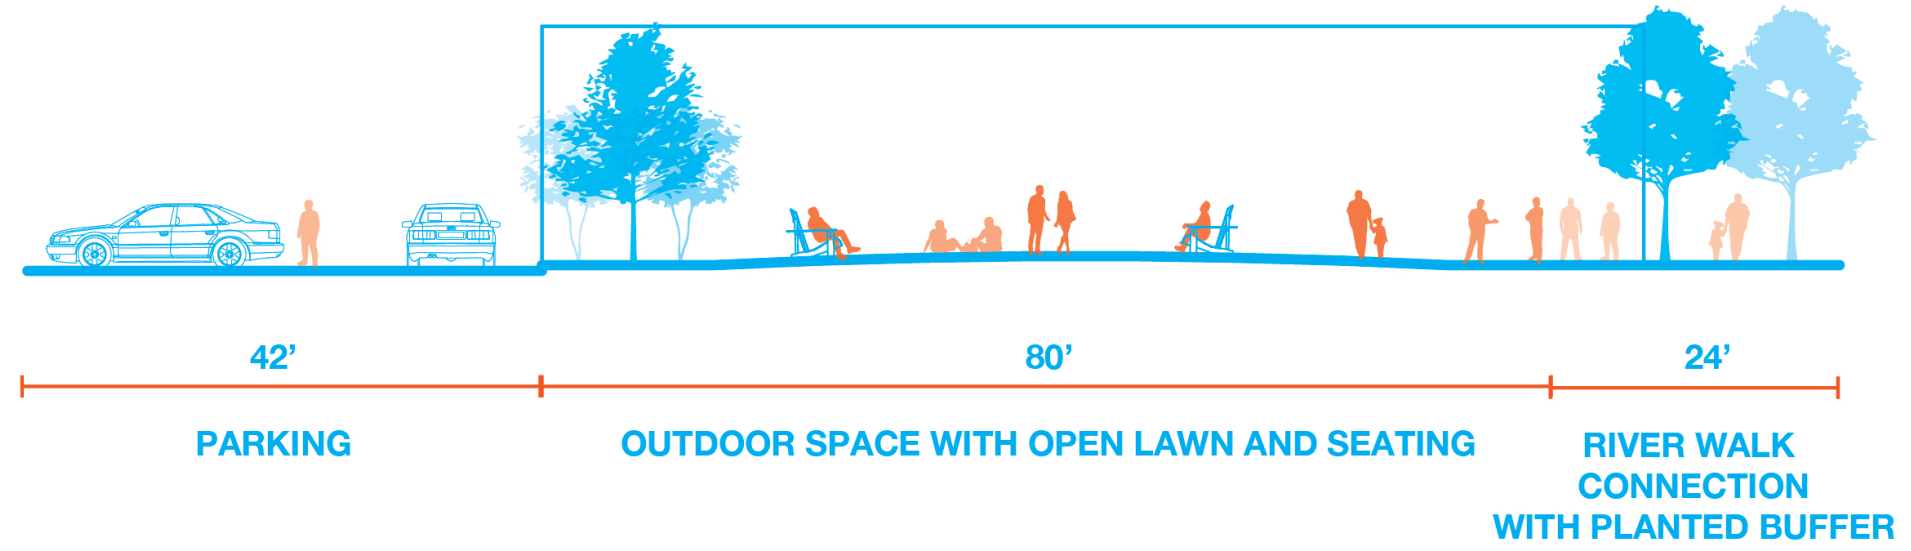 42’
80’
24’
PARKING
OUTDOOR SPACE WITH OPEN LAWN AND SEATING
RIVER WALK
CONNECTION
WITH PLANTED BUFFER